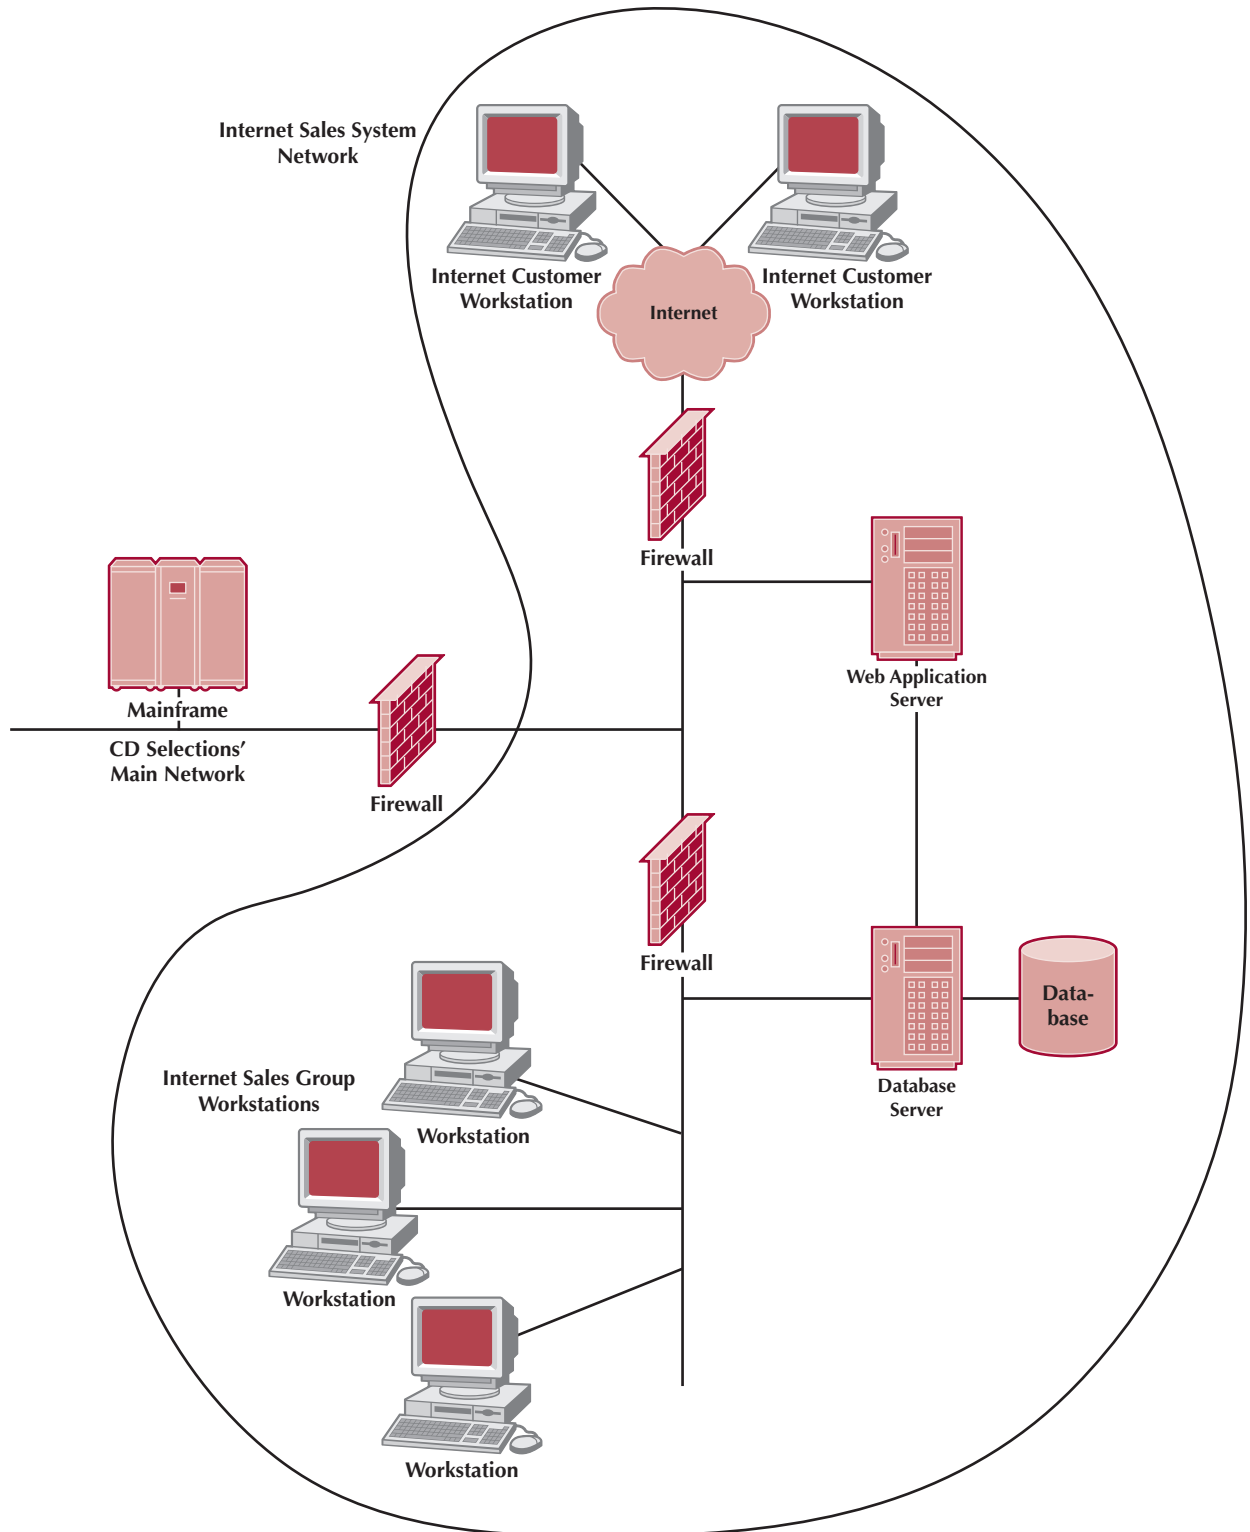 Internet Sales System
Network
Internet Customer
Workstation
Internet Customer
Workstation
Internet
Firewall
Web Application
Server
Mainframe
CD Selections’
Main Network
Firewall
Firewall
Data-
base
Database
Server
Internet Sales Group
Workstations
Workstation
Workstation
Workstation